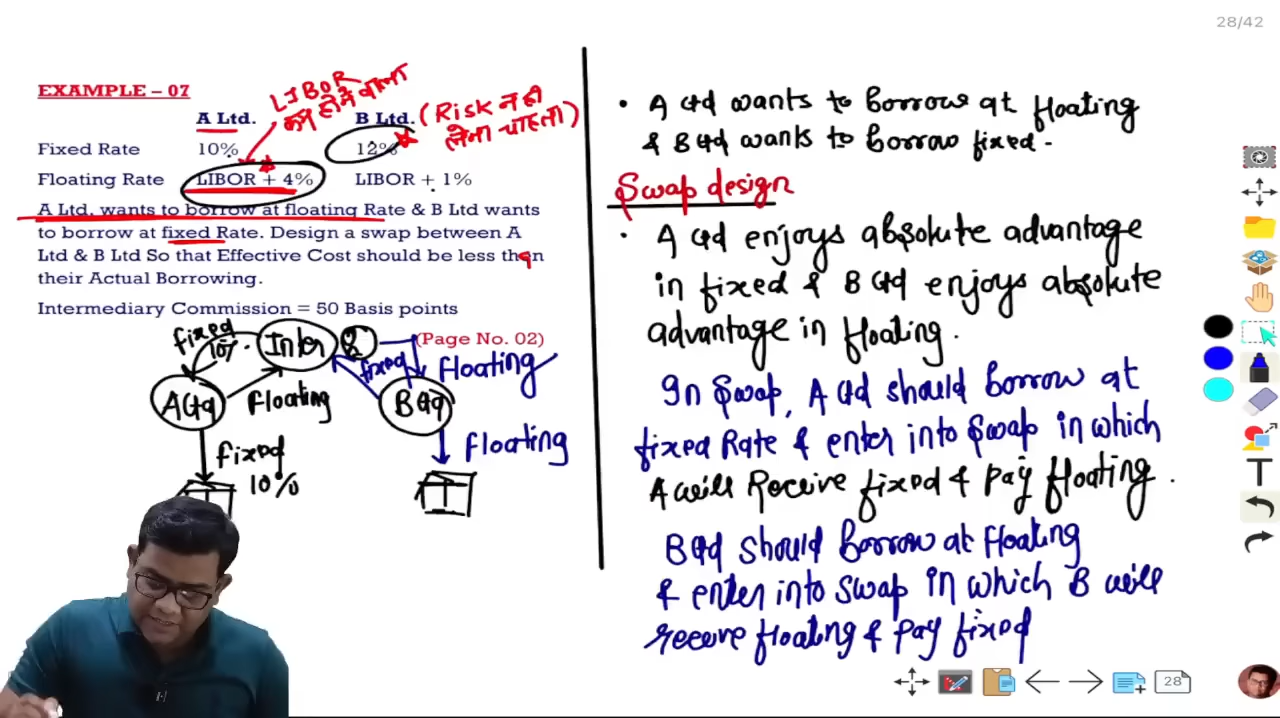 28/42
EXAMPLE – 07
LIBOR
A Ltd. B Ltd. (Risk नही
लेना चाहता)
Fixed Rate 10% 12%
Floating Rate LIBOR + 4% LIBOR + 1%
A Ltd. wants to borrow at floating Rate & B Ltd wants
to borrow at fixed Rate. Design a swap between A
Ltd & B Ltd So that Effective Cost should be less then
their Actual Borrowing.
Intermediary Commission = 50 Basis points
(Page No. 02)
fixed
10%
Inter
fixed
floating
A Ltd
floating
B Ltd
fixed
10%
floating
• A Ltd wants to borrow at floating
& B Ltd wants to borrow fixed.
Swap design
• A Ltd enjoys absolute advantage
in fixed & B Ltd enjoys absolute
advantage in floating.
In Swap, A Ltd should borrow at
fixed Rate & enter into Swap in which
A will Receive fixed & pay floating.
B Ltd should borrow at floating
& enter into swap in which B will
receive floating & pay fixed
T
28